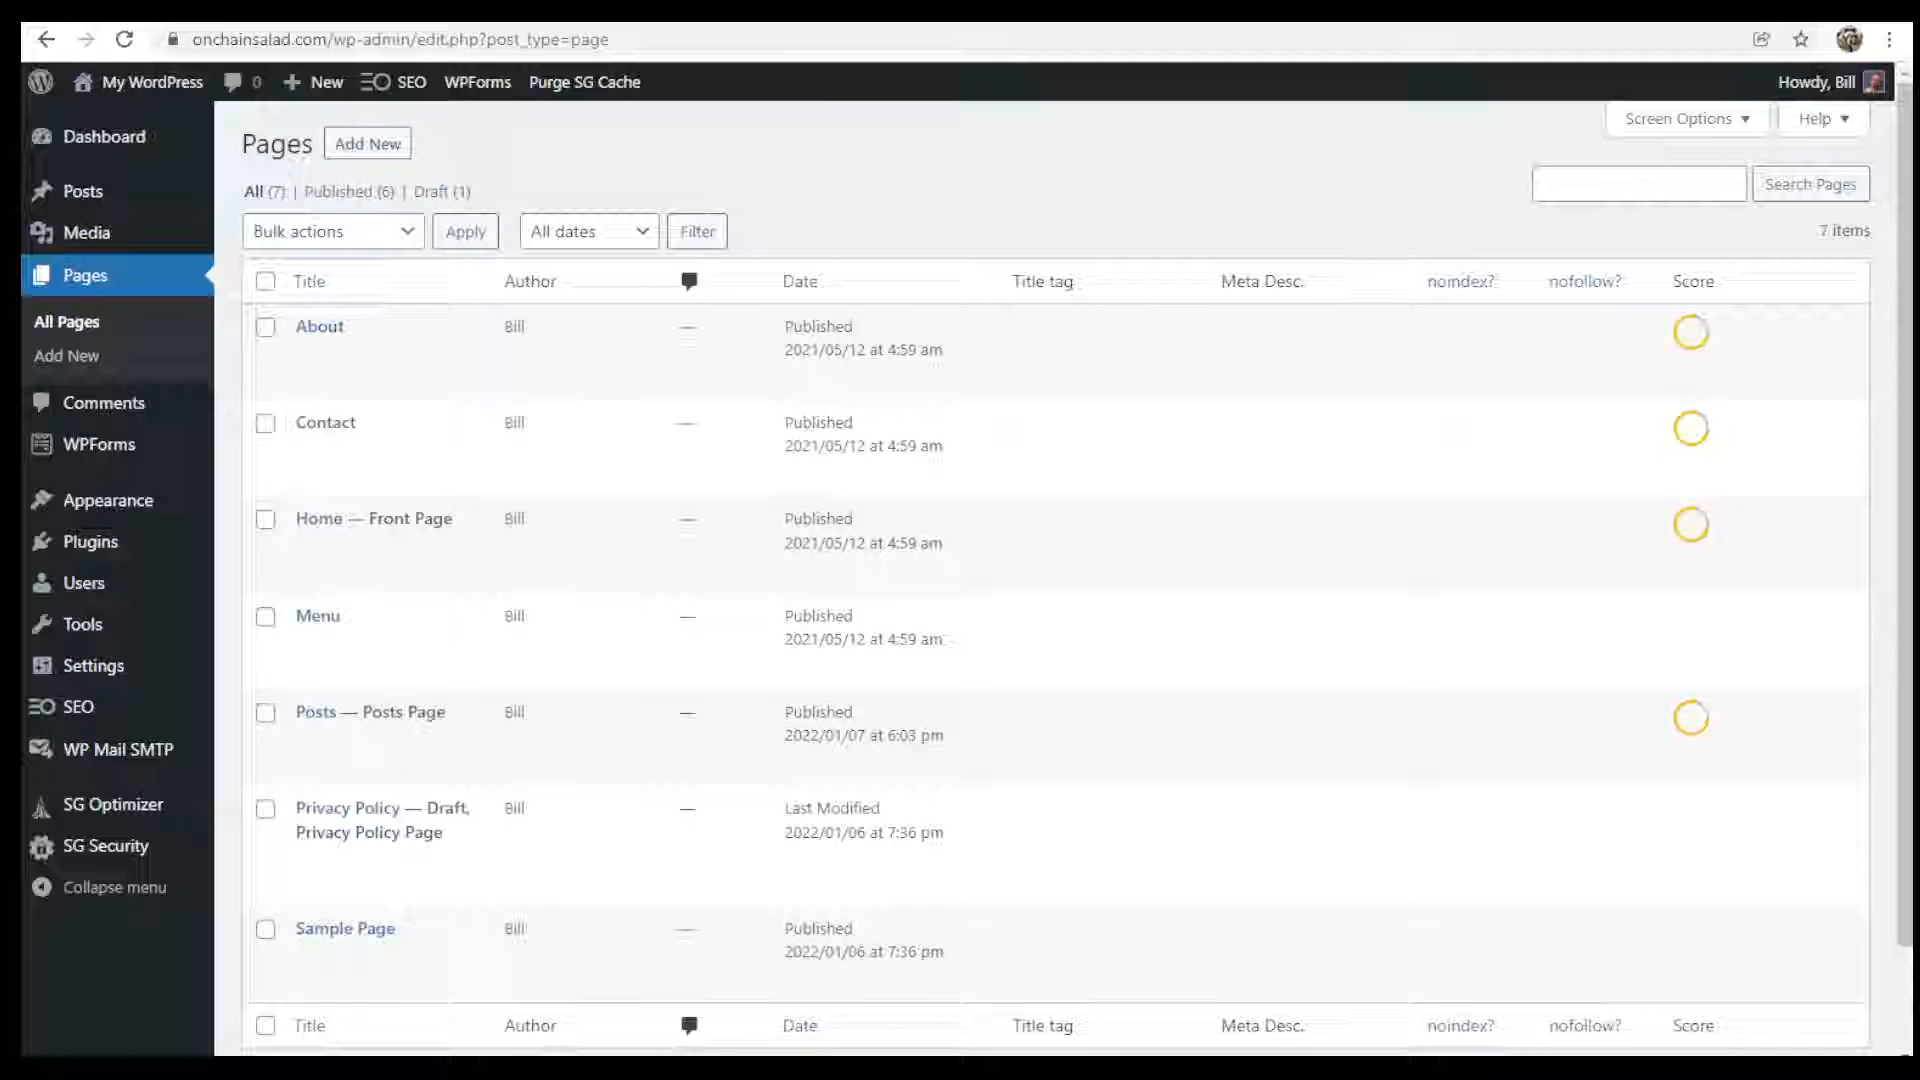 onchainsalad.com/wp-admin/edit.php?post_type=page
My WordPress 0 New SEO WPForms Purge SG Cache Howdy, Bill
Screen Options Help
Dashboard
Posts
Media
Pages
All Pages
Add New
Comments
WPForms
Appearance
Plugins
Users
Tools
Settings
SEO
WP Mail SMTP
SG Optimizer
SG Security
Collapse menu
Pages Add New
All (7) | Published (6) | Draft (1)
Search Pages
Bulk actions Apply All dates Filter 7 items
Title Author Date Title tag Meta Desc. noindex? nofollow? Score
About Bill — Published
2021/05/12 at 4:59 am
Contact Bill — Published
2021/05/12 at 4:59 am
Home — Front Page Bill — Published
2021/05/12 at 4:59 am
Menu Bill — Published
2021/05/12 at 4:59 am
Posts — Posts Page Bill — Published
2022/01/07 at 6:03 pm
Privacy Policy — Draft, Bill — Last Modified
Privacy Policy Page 2022/01/06 at 7:36 pm
Sample Page Bill — Published
2022/01/06 at 7:36 pm
Title Author Date Title tag Meta Desc. noindex? nofollow? Score